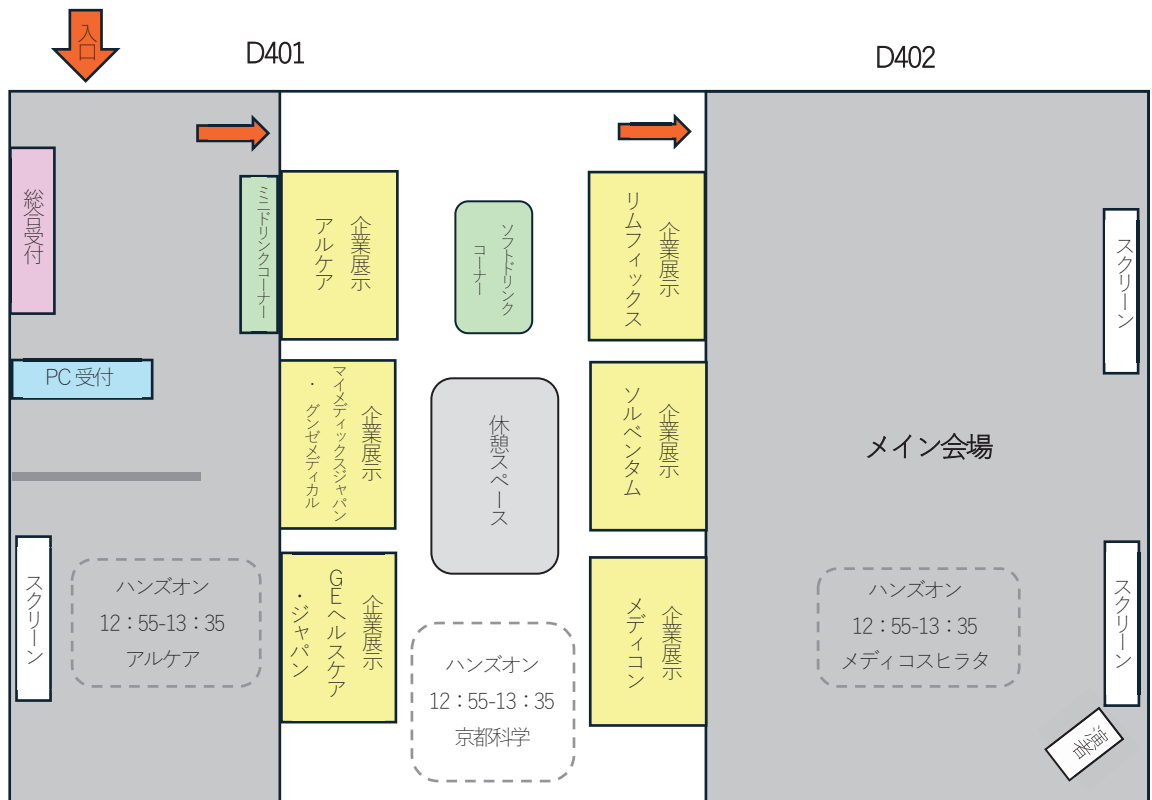 入口
D401
D402
総合受付
ミニドリンクコーナー
企業展示
アルケア
ソフトドリンク
コーナー
企業展示
リムフィックス
スクリーン
PC 受付
企業展示
マイメディックスジャパン
・グンゼメディカル
休憩スペース
企業展示
ソルベンタム
メイン会場
スクリーン
ハンズオン
12：55-13：35
アルケア
企業展示
GEヘルスケア
・ジャパン
ハンズオン
12：55-13：35
京都科学
企業展示
メディコン
ハンズオン
12：55-13：35
メディコスヒラタ
スクリーン
演者